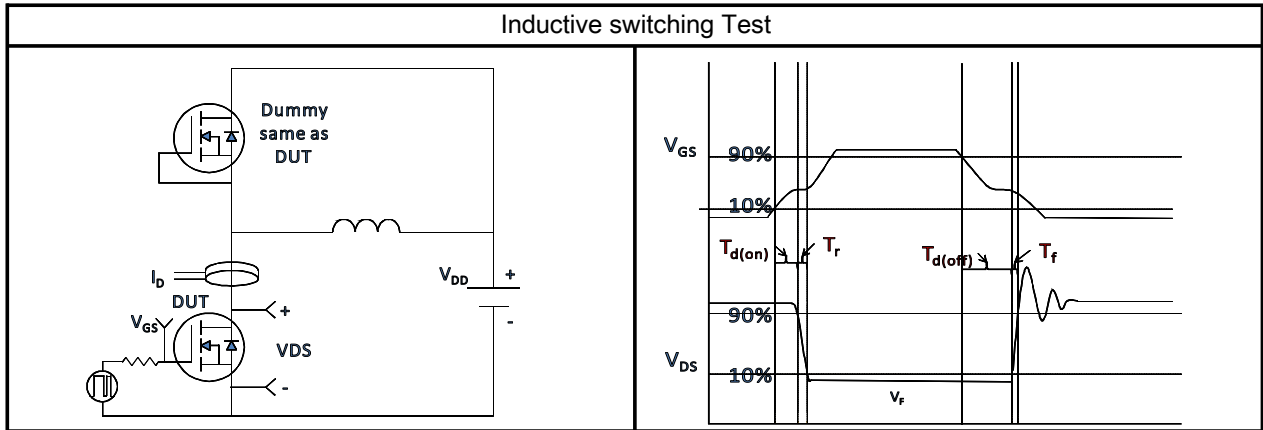 Inductive switching Test
Dummy
same as
DUT
I_D
DUT
V_GS
+
VDS
-
V_DD
+
-
V_GS
90%
10%
T_d(on)
T_r
T_d(off)
T_f
90%
V_DS
10%
V_F